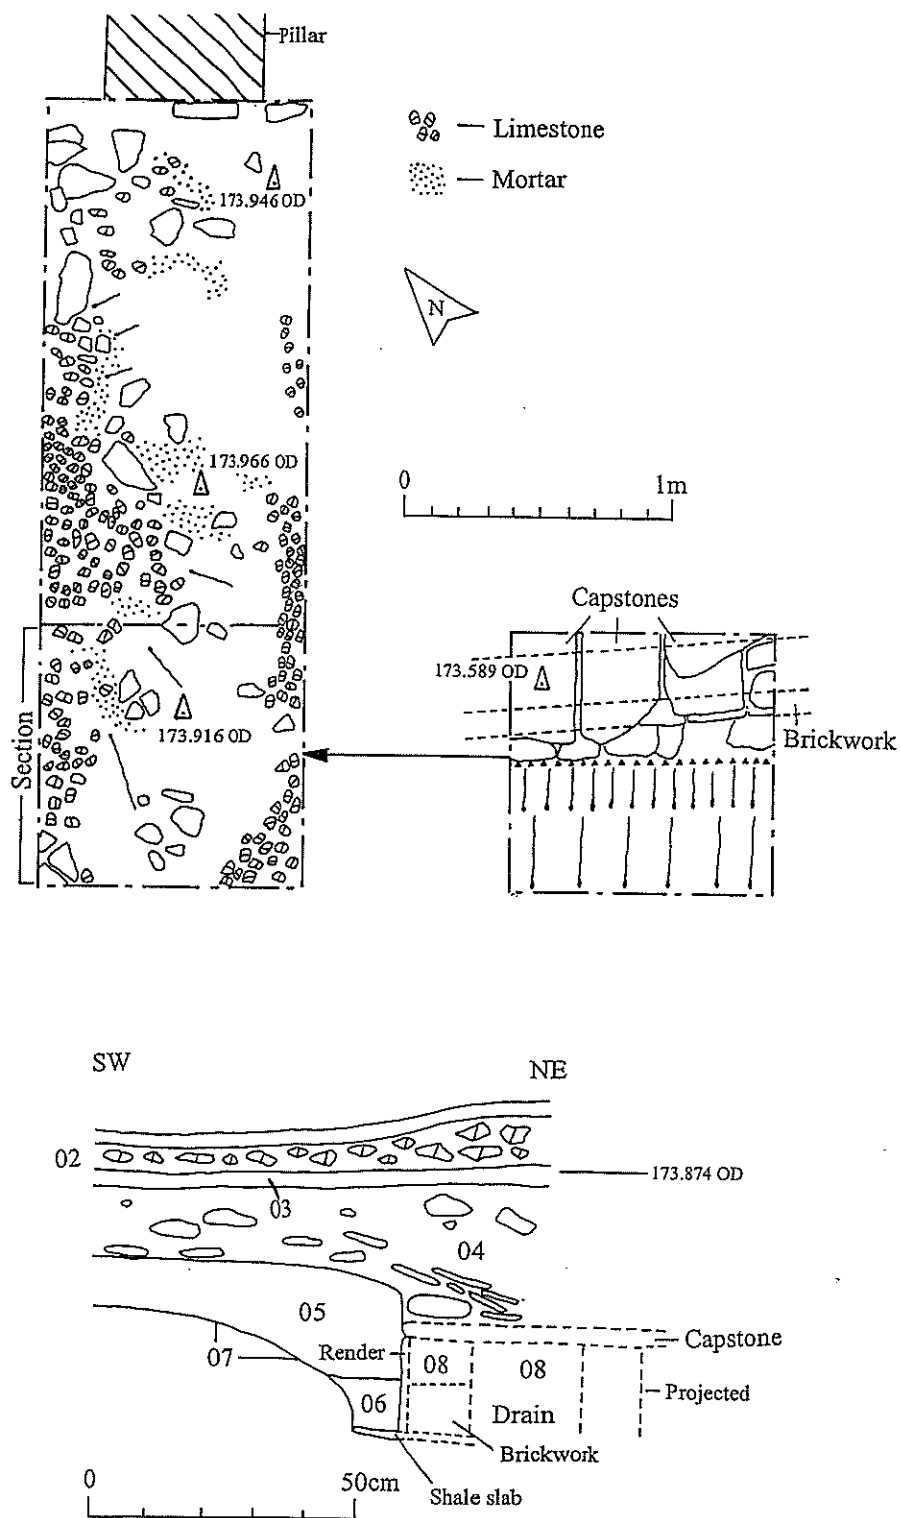 Pillar
Limestone
Mortar
173.946 OD
N
173.966 OD
0 1m
Capstones
173.589 OD
Brickwork
173.916 OD
Section
SW NE
02
173.874 OD
03
04
05
Capstone
07
Render
08 08
Projected
06
Drain
Brickwork
0 50cm
Shale slab